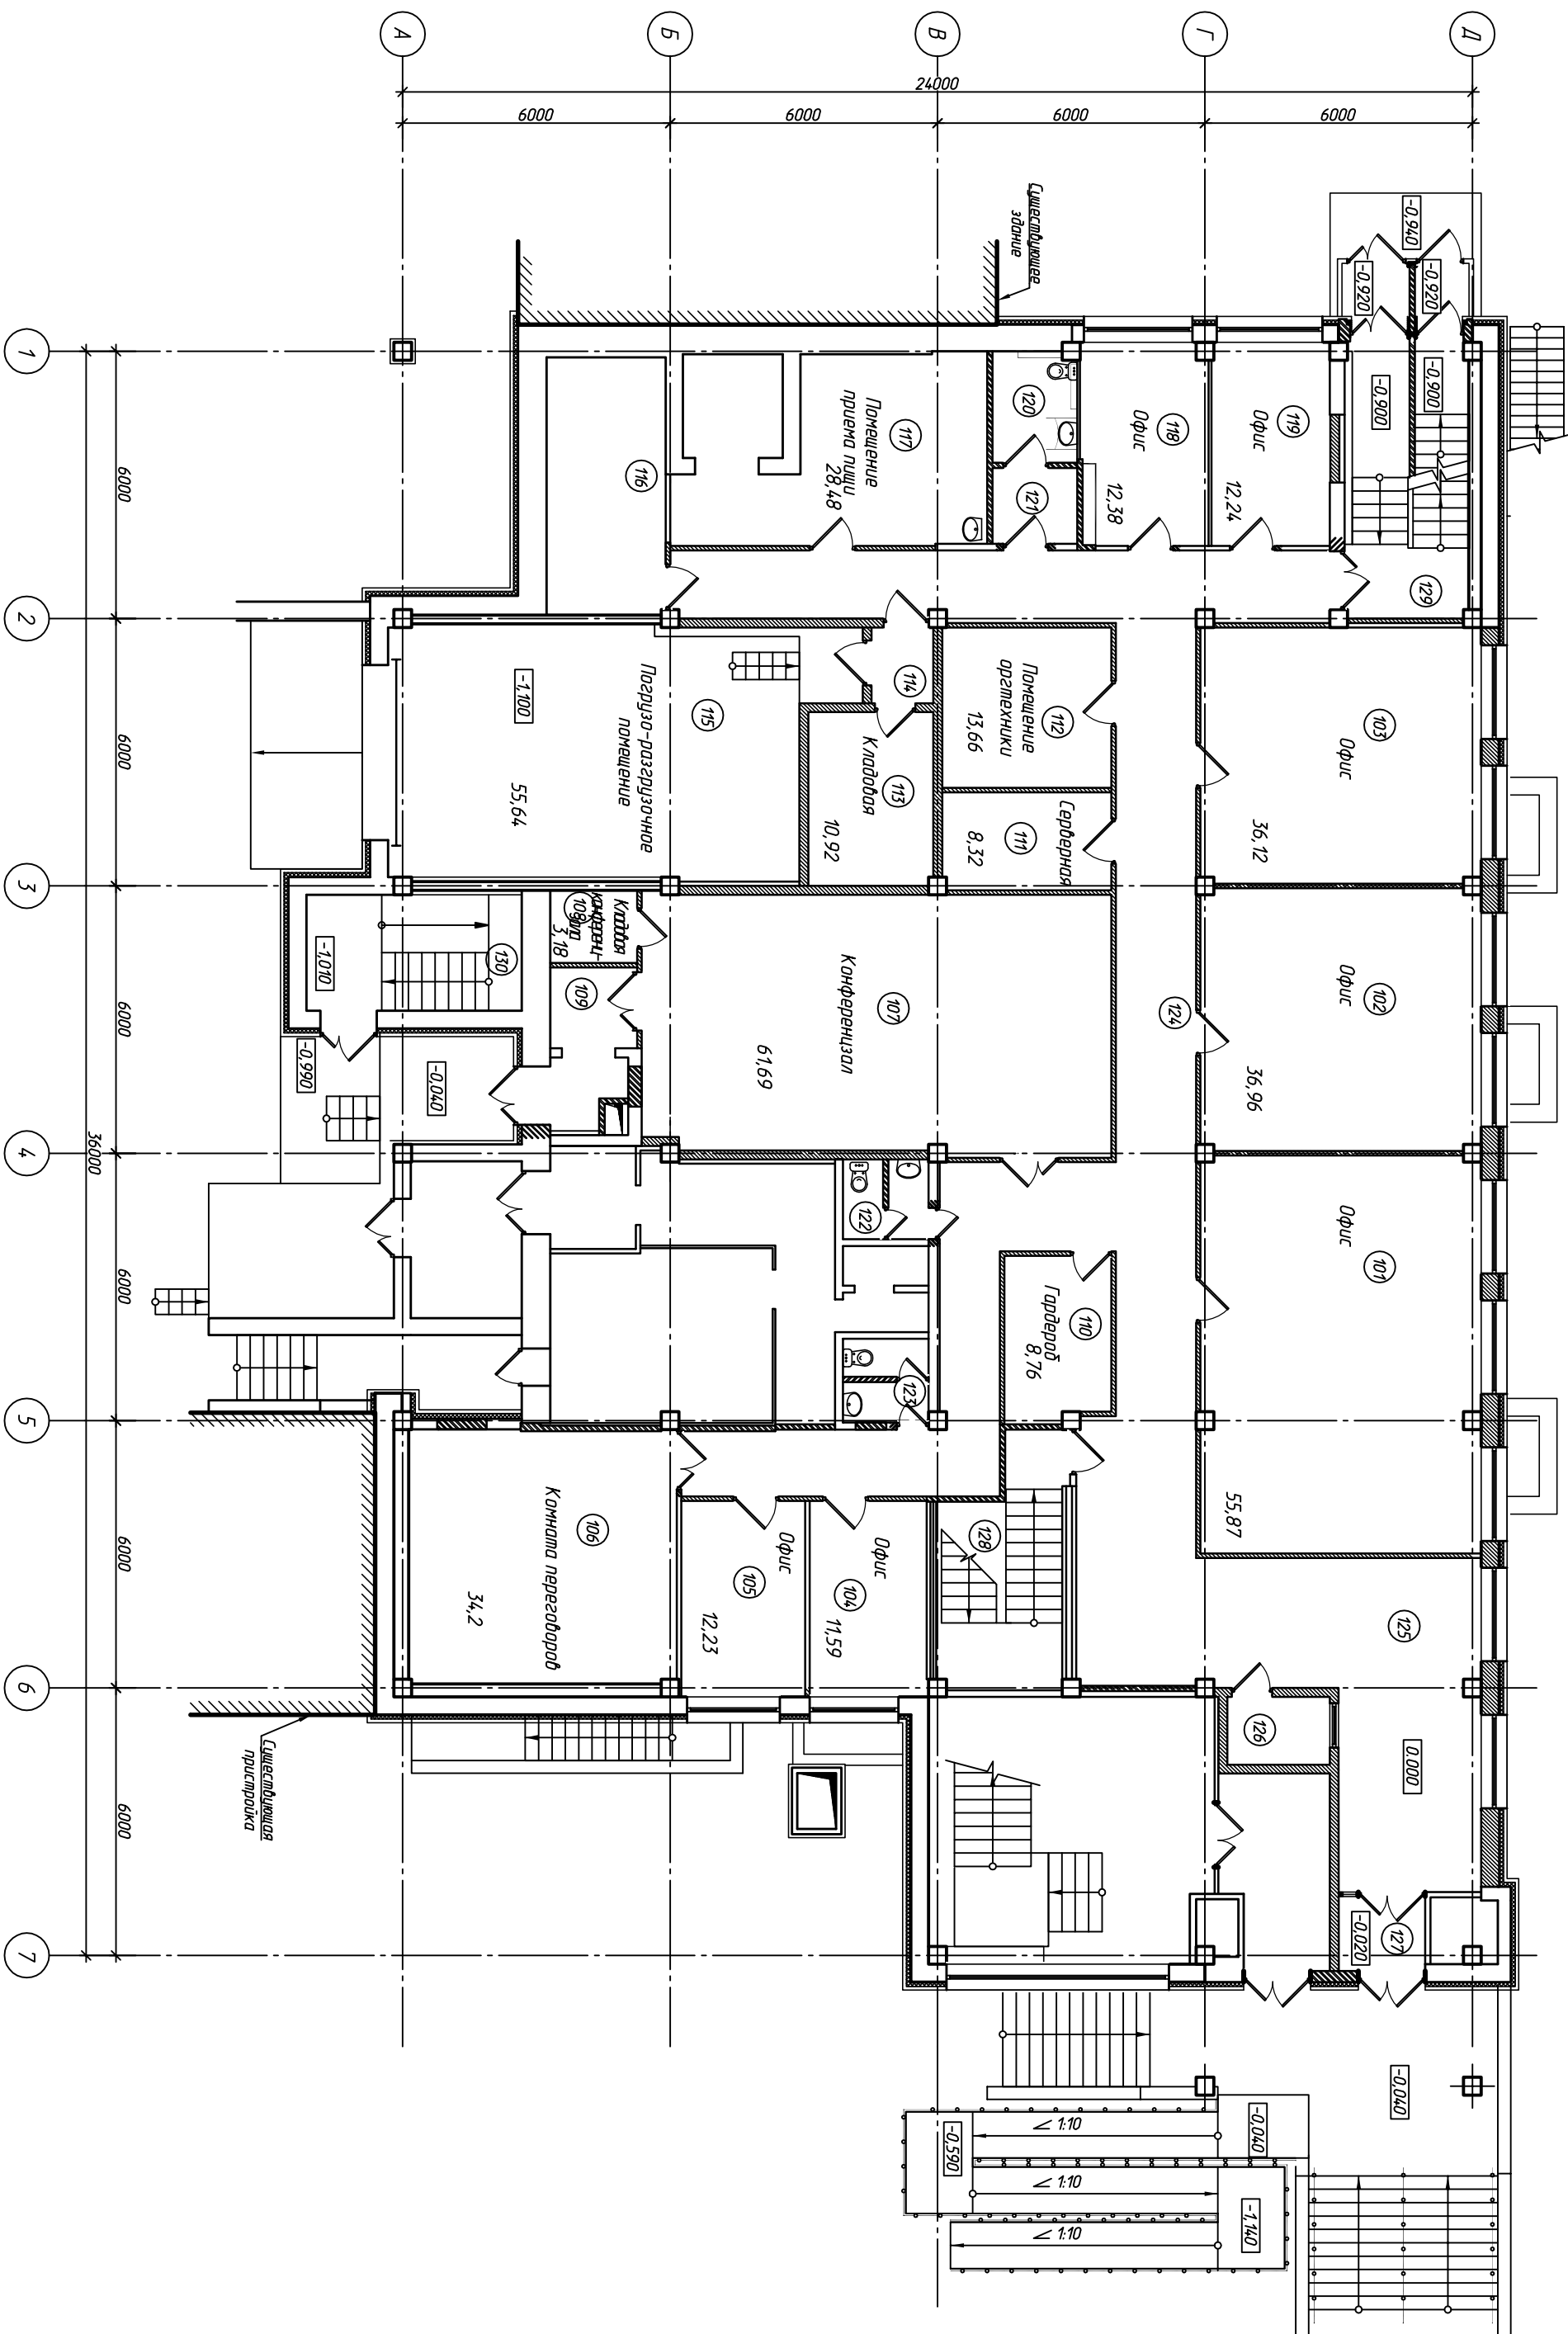 А
Б
В
Г
Д
24000
6000
6000
6000
6000
Существующее
здание
-0,940
-0,920
-0,920
-0,900
-0,900
1
2
3
4
5
6
7
6000
6000
6000
6000
6000
6000
36000
116
117
Помещение
приема пищи
28,48
120
121
118
Офис
12,38
119
Офис
12,24
129
115
Погрузо-разгрузочное
помещение
-1,100
55,64
114
113
Кладовая
10,92
112
Помещение
оргтехники
13,66
111
Серверная
8,32
103
Офис
36,12
130
-1,010
-0,990
-0,040
108
Кладовая
3,18
109
107
Конференцзал
61,69
124
102
Офис
36,96
122
123
110
Гардероб
8,76
101
Офис
55,87
106
Комната переговоров
34,2
105
Офис
12,23
104
Офис
11,59
128
125
126
0.000
127
-0,020
Существующая
пристройка
-0,040
-0,040
-0,590
-1,140
1:10
1:10
1:10